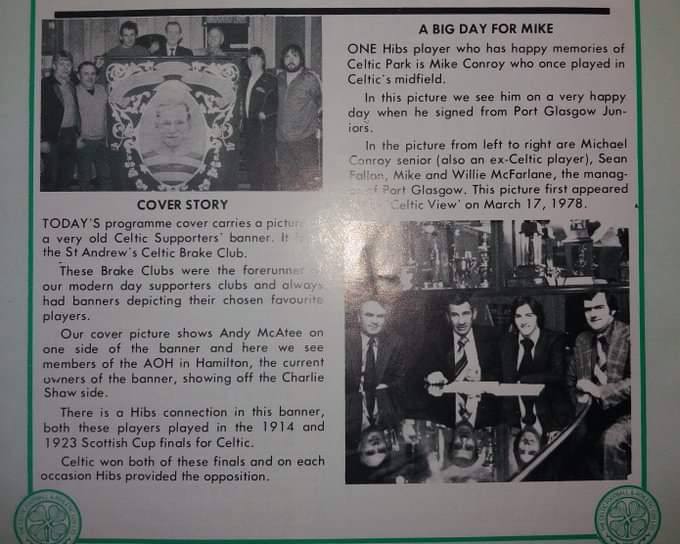 COVER STORY
TODAY'S programme cover carries a
a very old Celtic Supporters' banner. It
the St Andrew's Celtic Brake Club.
These Brake Clubs were the forerunner
our modern day supporters clubs and always
had banners depicting their chosen favourite
players.
Our cover picture shows Andy McAtee on
one side of the banner and here we see
members of the AOH in Hamilton, the current
owners of the banner, showing off the Charlie
Shaw side.
There is a Hibs connection in this banner,
both these players played in the 1914 and
1923 Scottish Cup finals for Celtic.
Celtic won both of these finals and on each
occasion Hibs provided the opposition.
A BIG DAY FOR MIKE
ONE Hibs player who has happy memories of
Celtic Park is Mike Conroy who once played in
Celtic's midfield.
In this picture we see him on a very happy
day when he signed from Port Glasgow Jun-
iors.
In the picture from left to right are Michael
Conroy senior (also an ex-Celtic player), Sean
Fallon, Mike and Willie McFarlane, the manag-
of Port Glasgow. This picture first appeared
'Celtic View' on March 17, 1978.